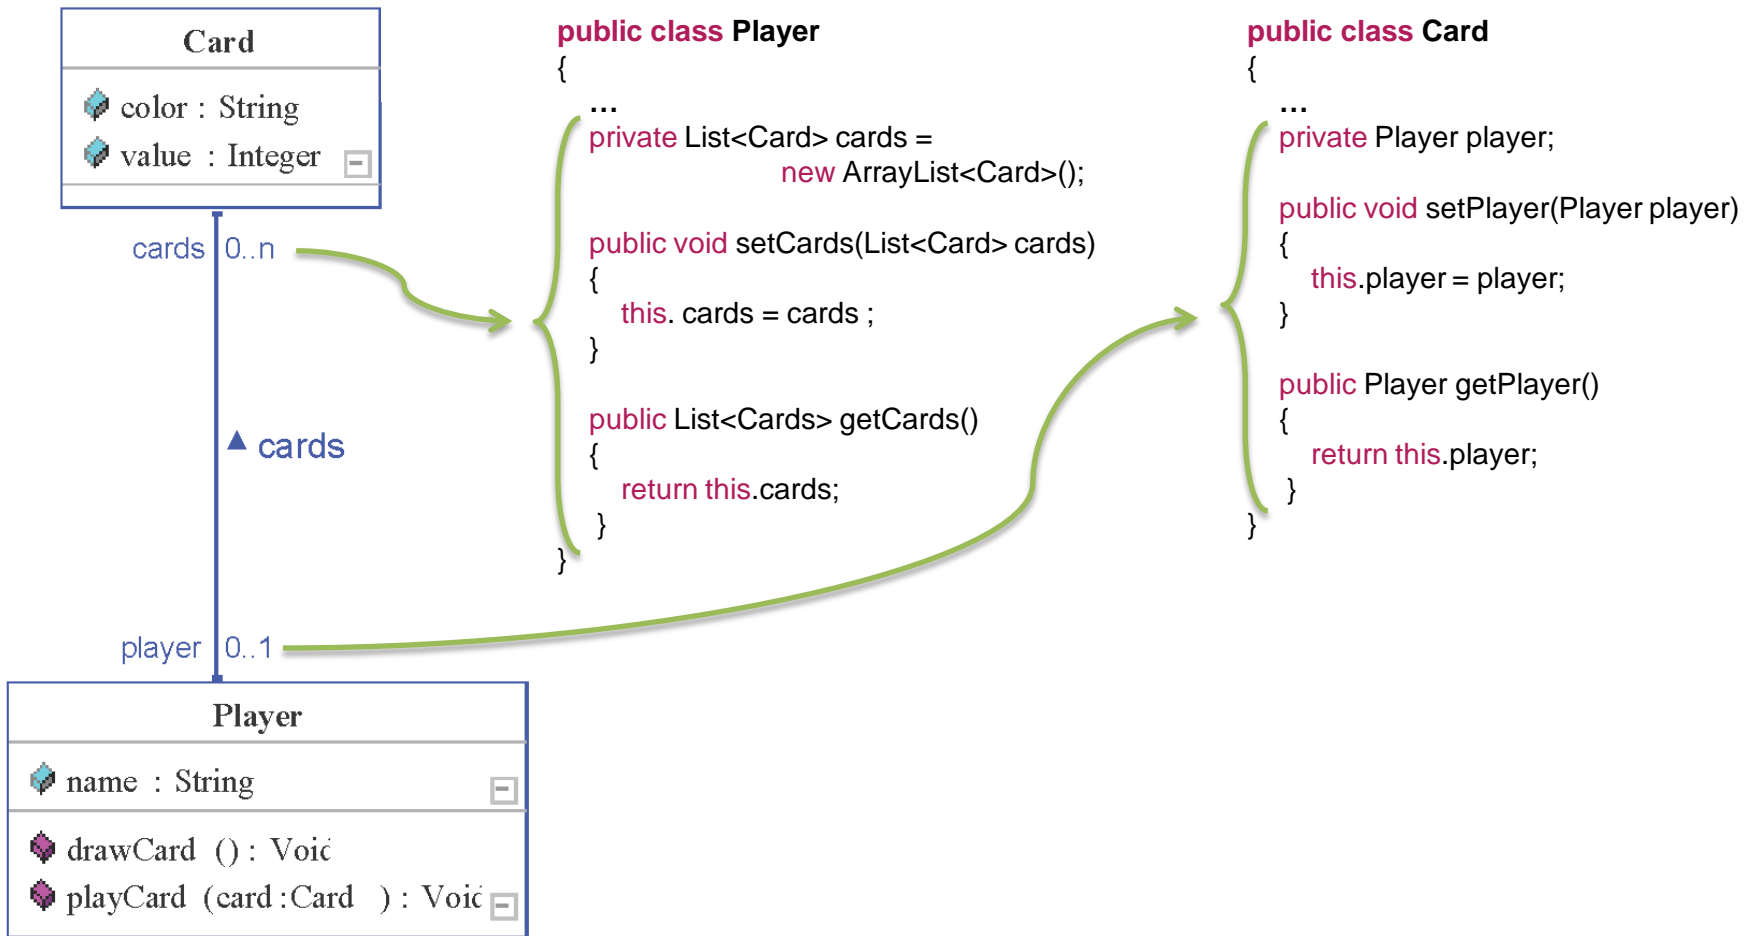 Card
color : String
value : Integer
cards 0..n
▲ cards
player 0..1
Player
name : String
drawCard () : Void
playCard (card :Card ) : Void
public class Player
{
...
private List<Card> cards =
new ArrayList<Card>();
public void setCards(List<Card> cards)
{
this. cards = cards ;
}
public List<Cards> getCards()
{
return this.cards;
}
}
public class Card
{
...
private Player player;
public void setPlayer(Player player)
{
this.player = player;
}
public Player getPlayer()
{
return this.player;
}
}